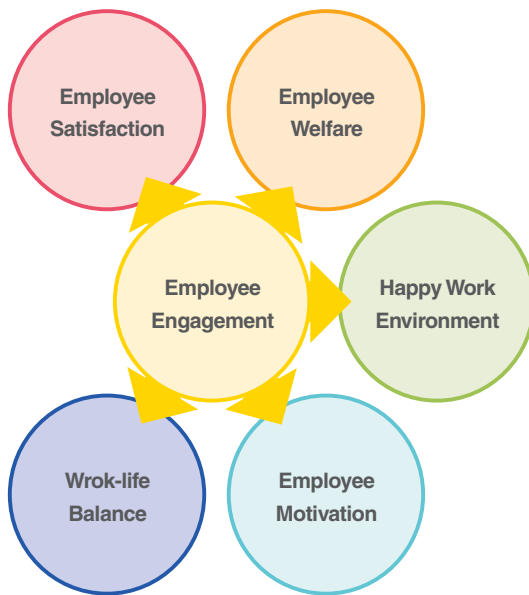 Employee
Satisfaction
Employee
Welfare
Employee
Engagement
Happy Work
Environment
Wrok-life
Balance
Employee
Motivation